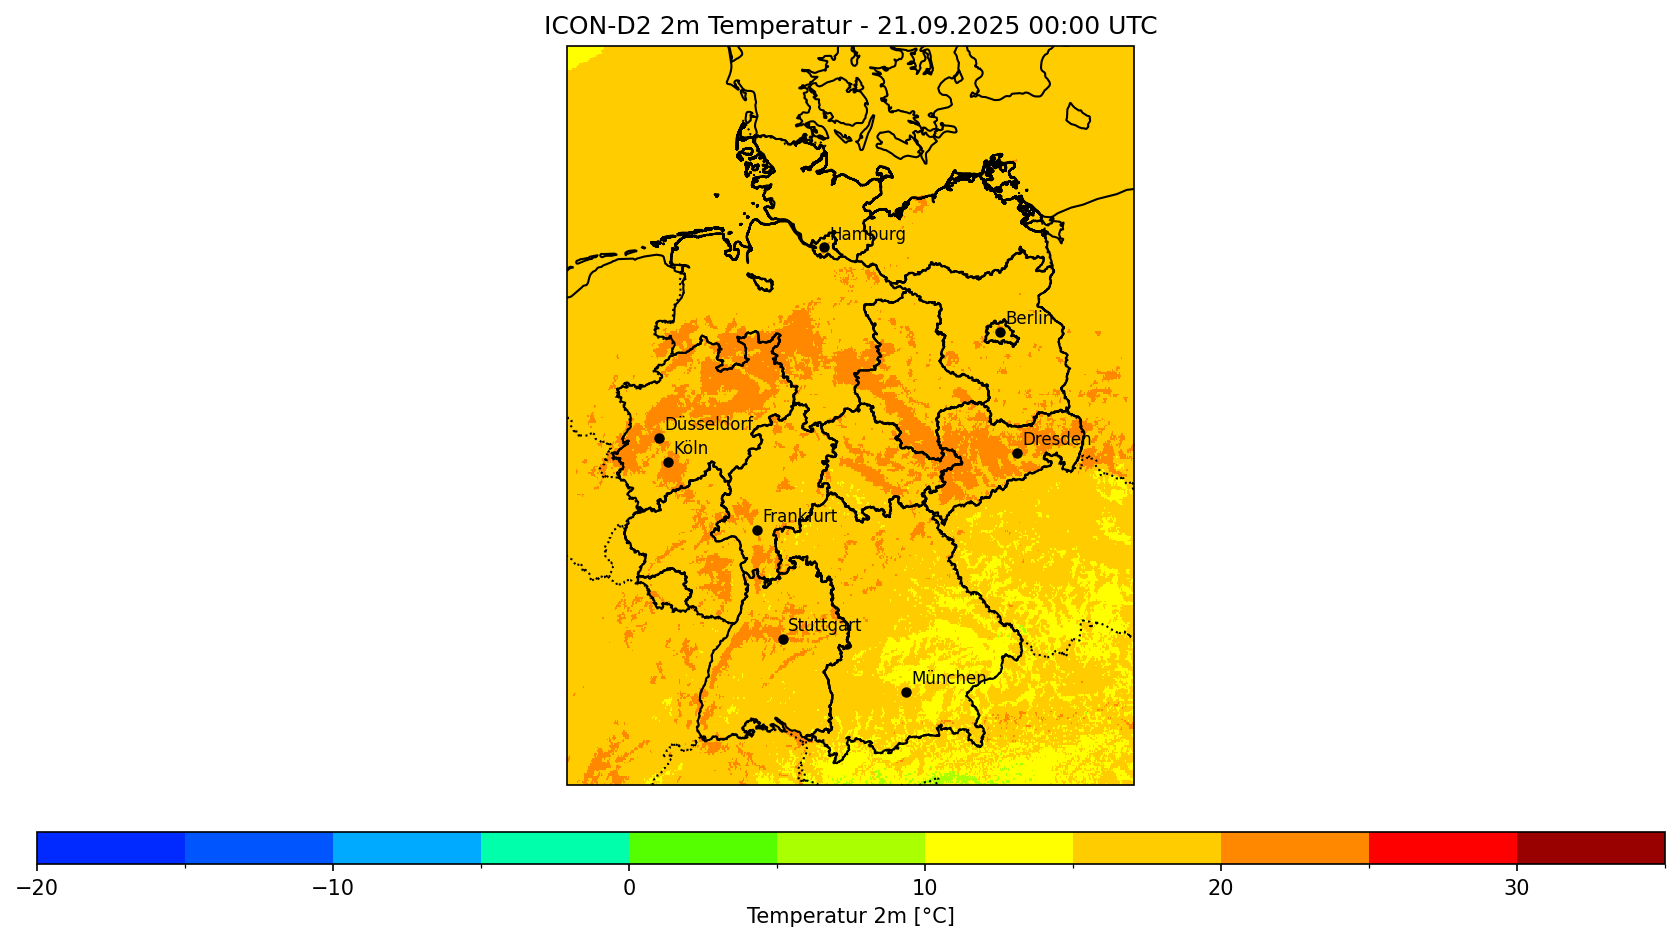 ICON-D2 2m Temperatur - 21.09.2025 00:00 UTC
Hamburg
Berlin
Düsseldorf
Köln
Dresden
Frankfurt
Stuttgart
München
−20 −10 0 10 20 30
Temperatur 2m [°C]